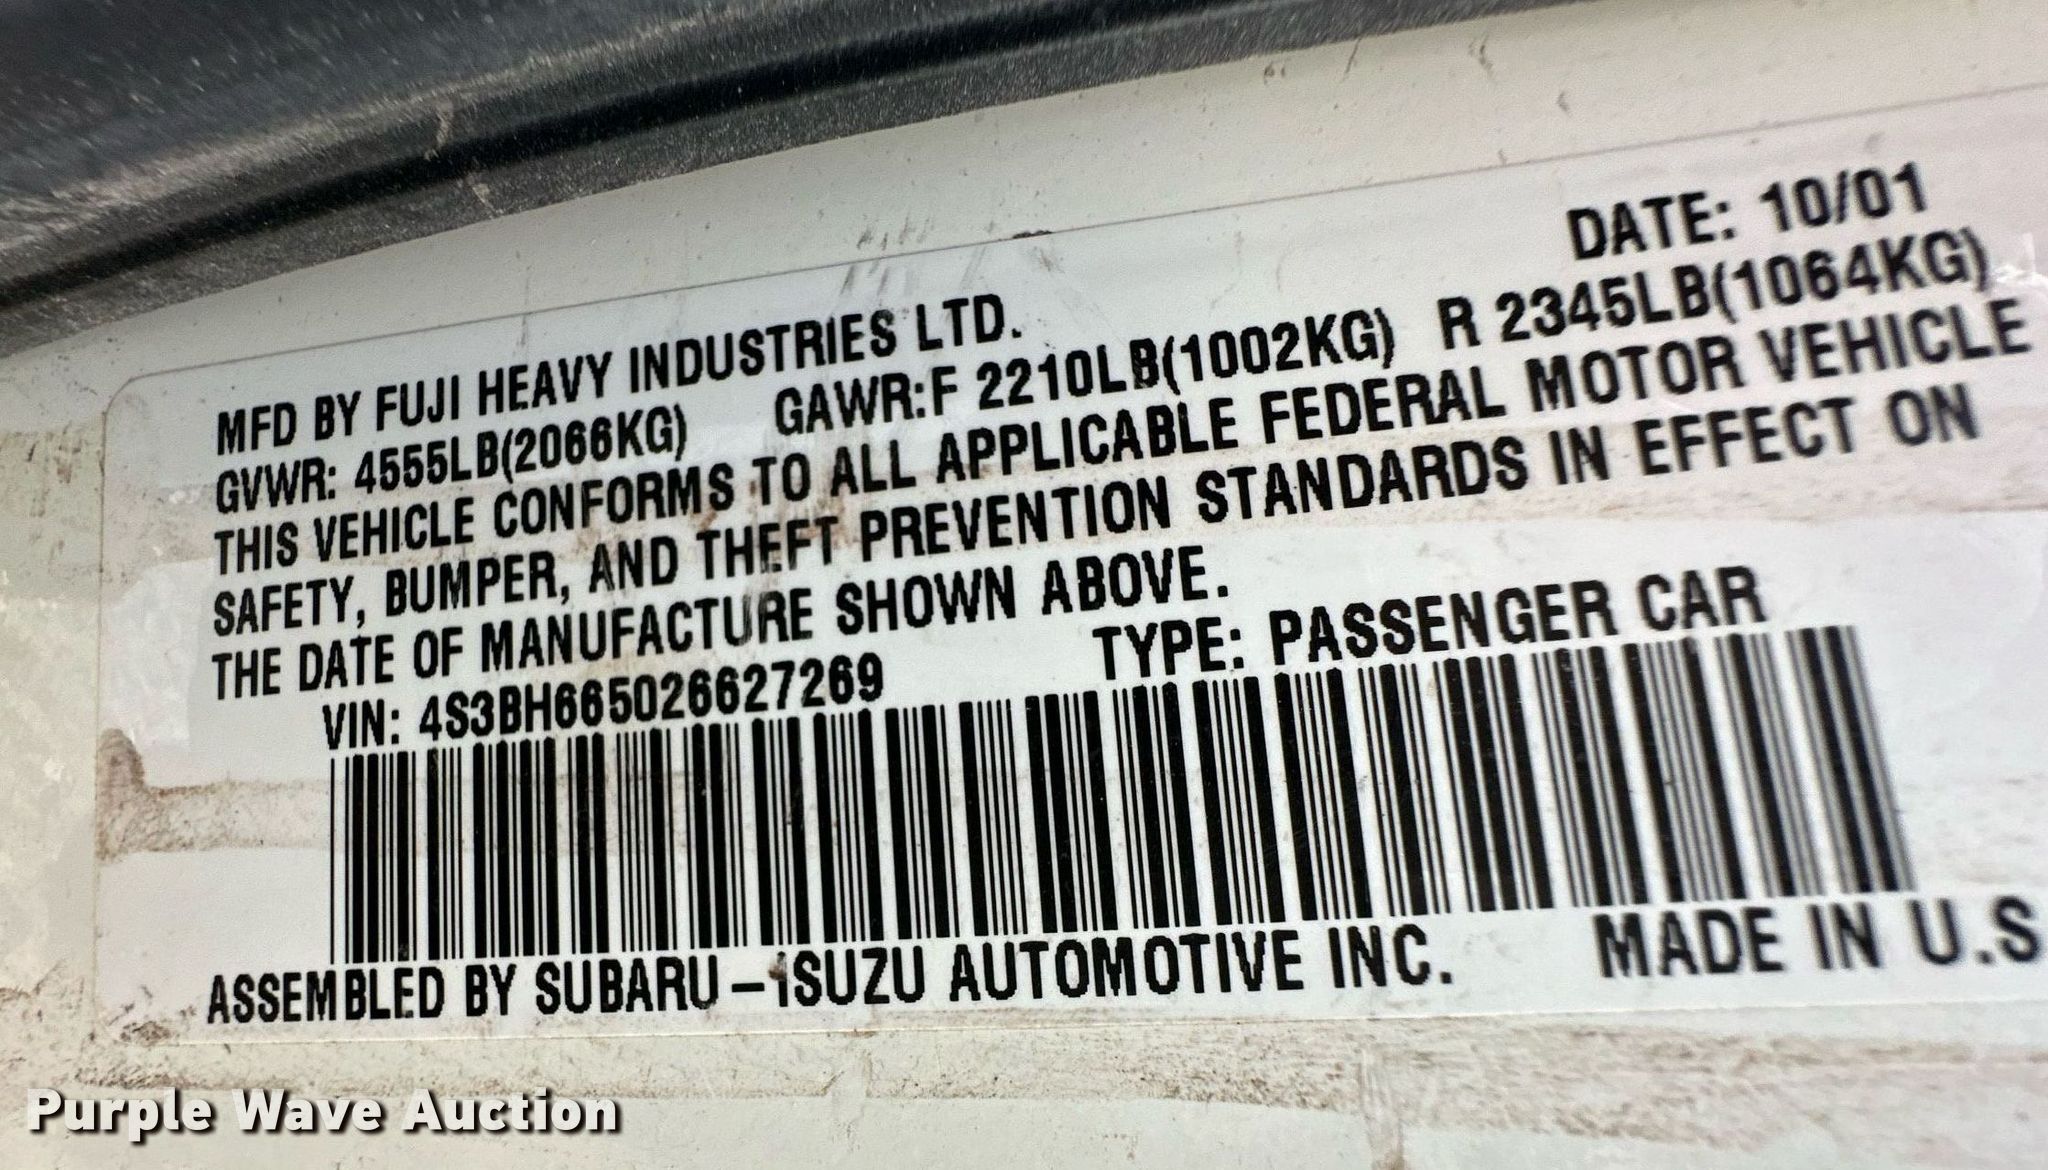 DATE: 10/01
MFD BY FUJI HEAVY INDUSTRIES LTD.
GVWR: 4555LB(2066KG) GAWR:F 2210LB(1002KG) R 2345LB(1064KG)
THIS VEHICLE CONFORMS TO ALL APPLICABLE FEDERAL MOTOR VEHICLE
SAFETY, BUMPER, AND THEFT PREVENTION STANDARDS IN EFFECT ON
THE DATE OF MANUFACTURE SHOWN ABOVE.
VIN: 4S3BH665026627269 TYPE: PASSENGER CAR
ASSEMBLED BY SUBARU-ISUZU AUTOMOTIVE INC. MADE IN U.S
Purple Wave Auction